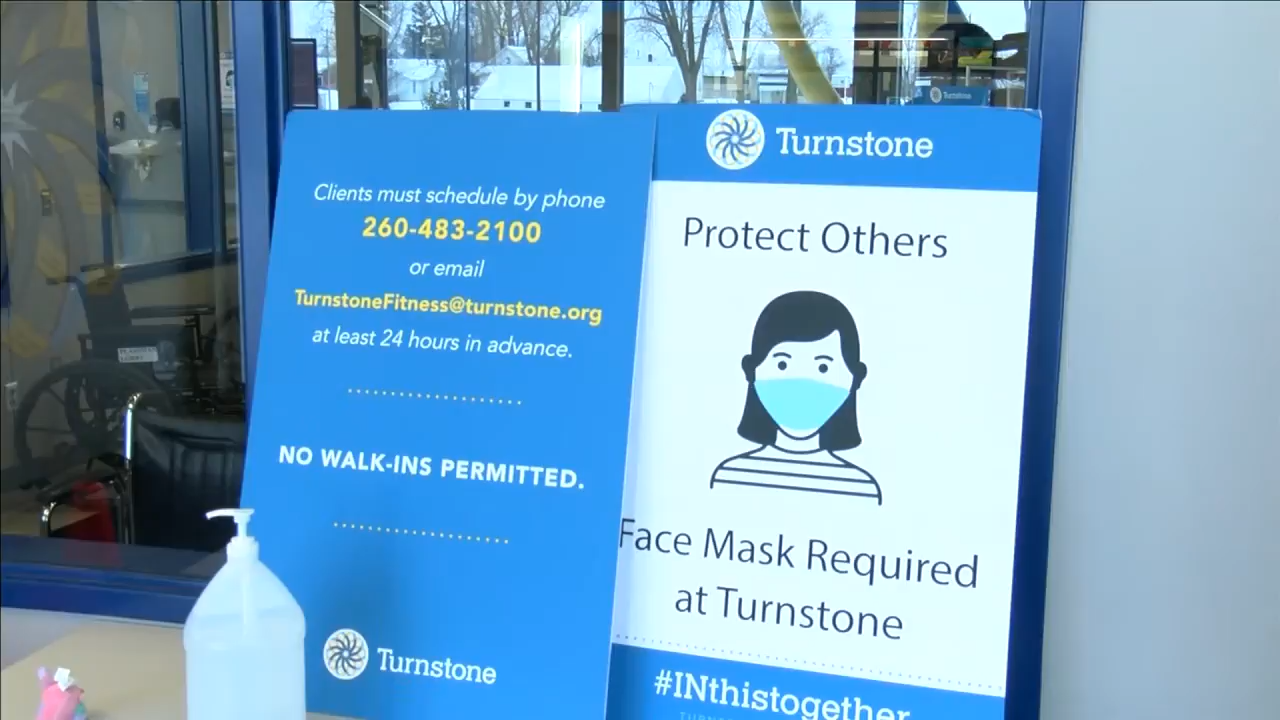 Clients must schedule by phone
260-483-2100
or email
TurnstoneFitness@turnstone.org
at least 24 hours in advance.
NO WALK-INS PERMITTED.
Turnstone
Turnstone
Protect Others
Face Mask Required
at Turnstone
#INthistogether
Turnstone